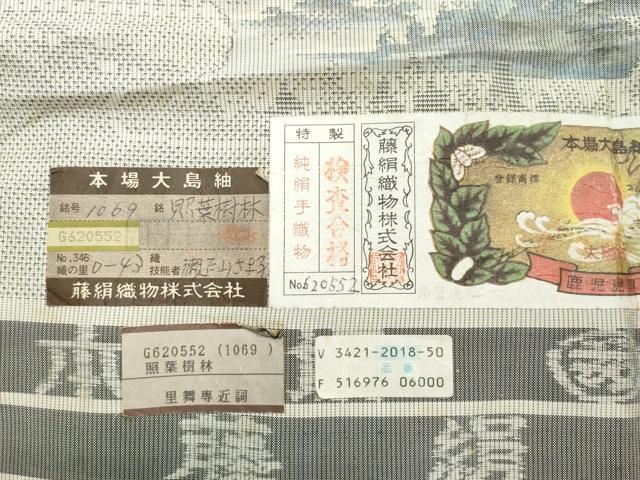 本場大島紬
銘号 1069 銘 照葉樹林
G620552
No.346
織の里 0-43 織
技能者
藤絹織物株式会社
特製
純絹手織物
検査合格
No.620552
藤絹織物株式会社
本場大島紬
登録商標
鹿児島県
G620552 (1069)
照葉樹林
里舞専近詞
V 3421-2018-50
品番
F 516976 06000